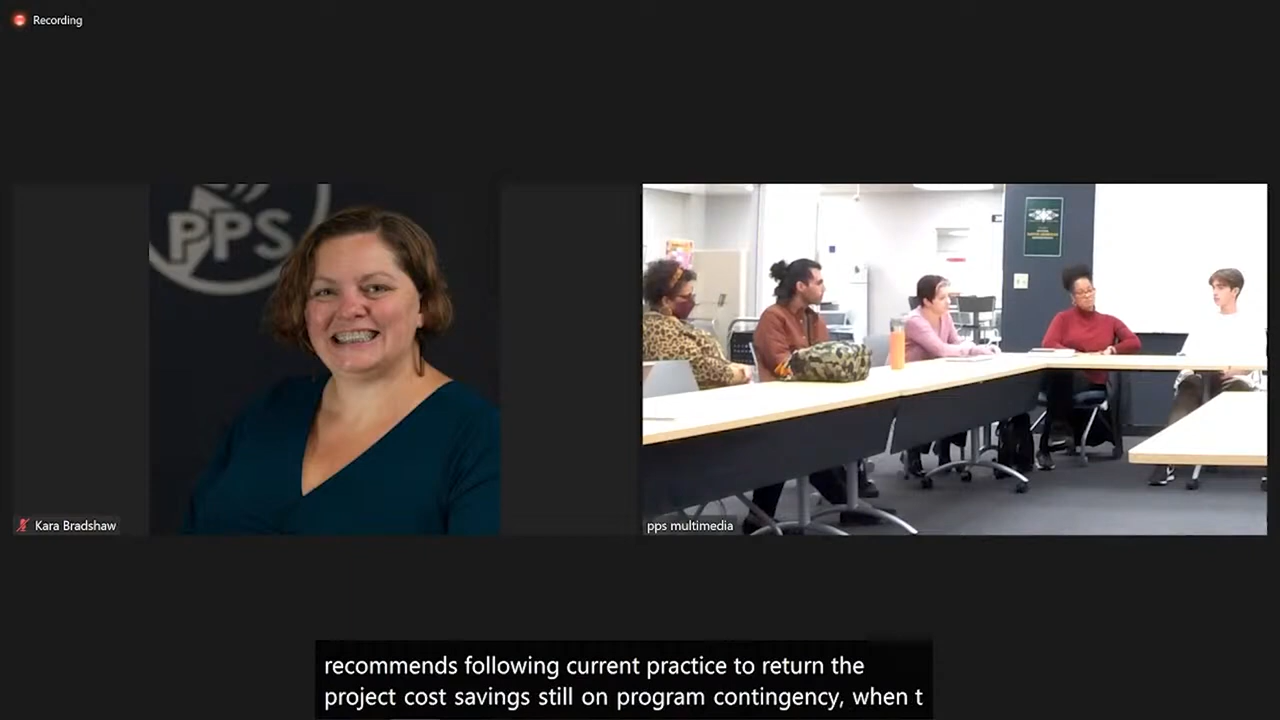 Recording
PPS
Kara Bradshaw
pps multimedia
recommends following current practice to return the
project cost savings still on program contingency, when t